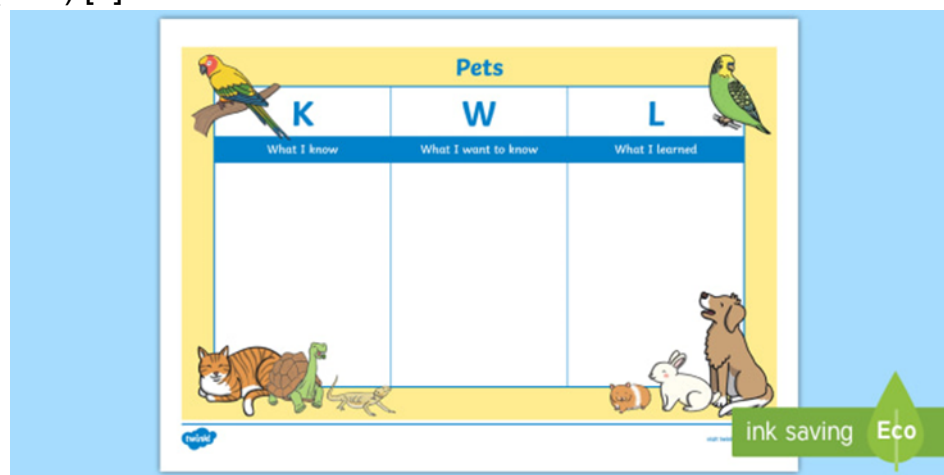 Pets
K W L
What I know What I want to know What I learned
twinkl
ink saving Eco